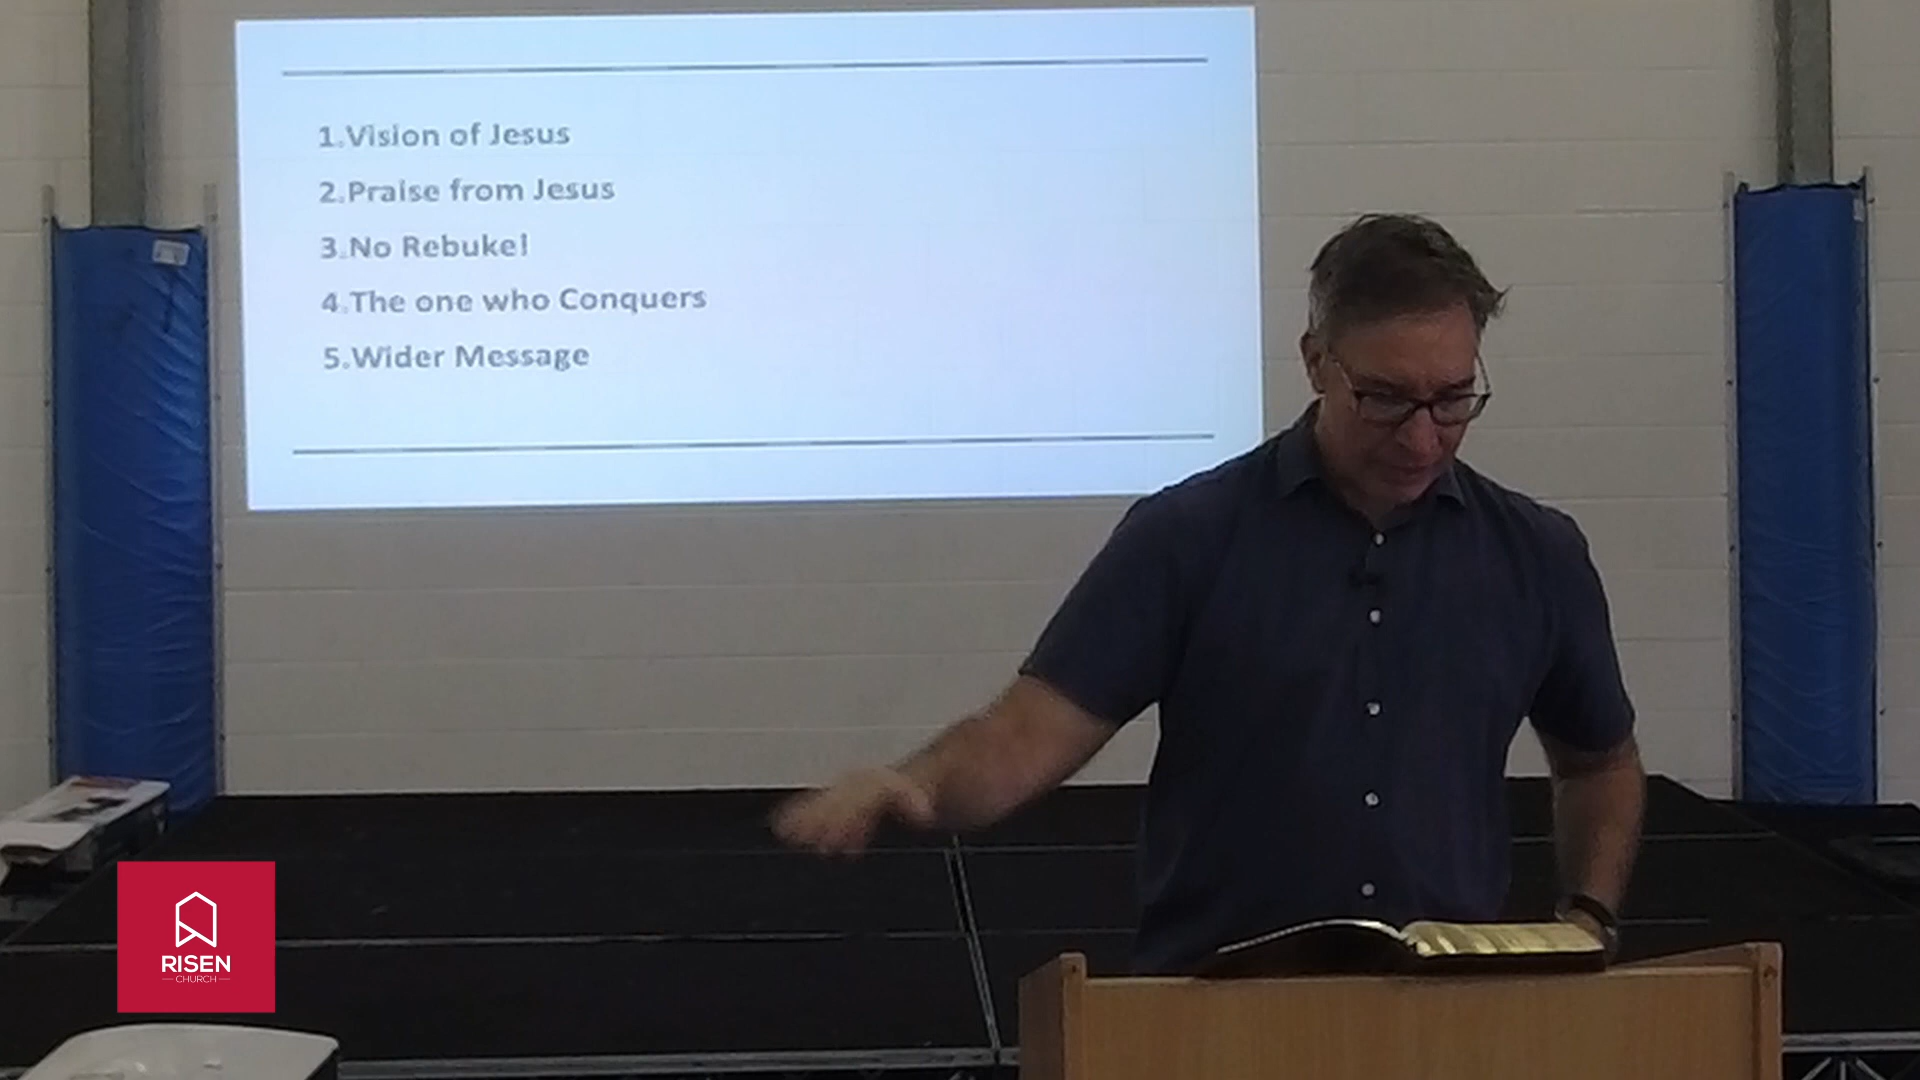 1.Vision of Jesus
2.Praise from Jesus
3.No Rebuke!
4.The one who Conquers
5.Wider Message
RISEN
CHURCH